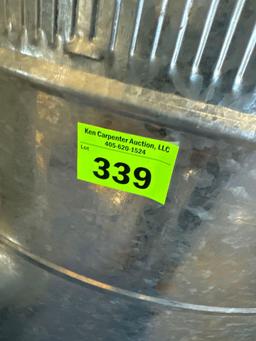 Ken Carpenter Auction, LLC
405-620-1524
Lot
339